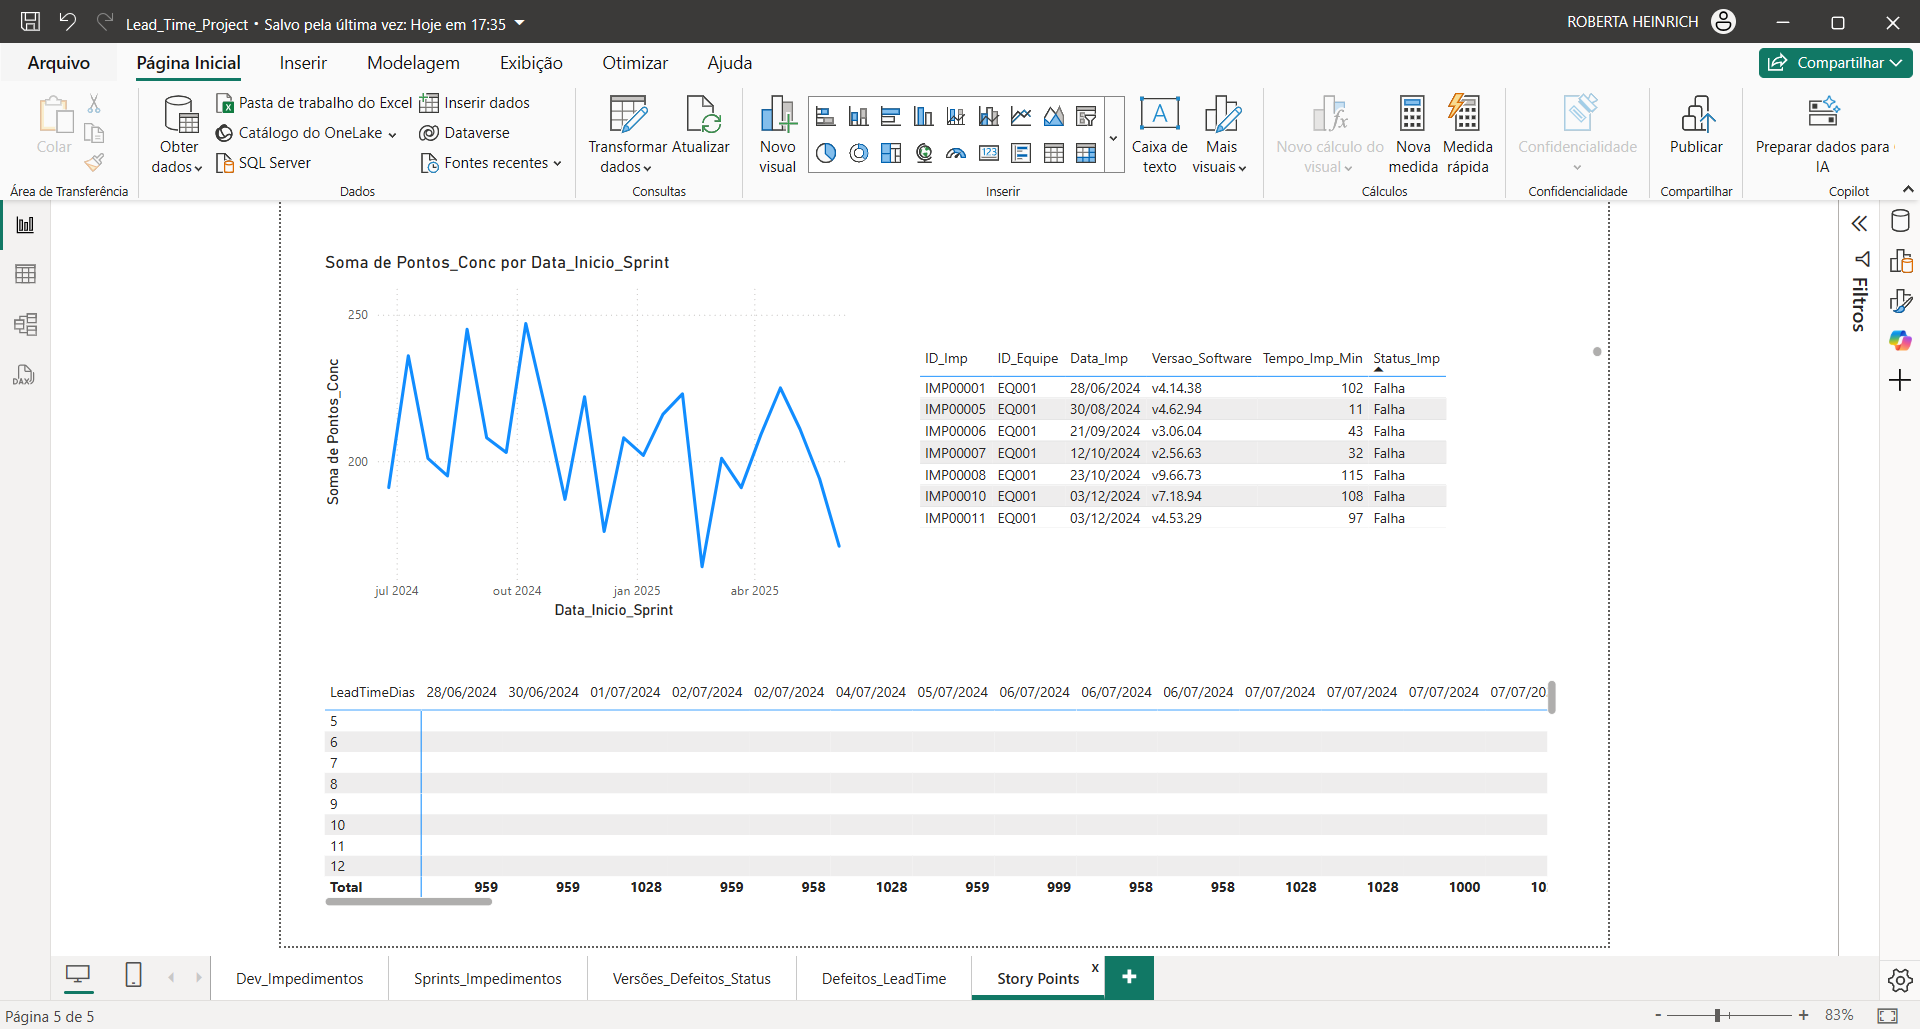 Lead_Time_Project • Salvo pela última vez: Hoje em 17:35
ROBERTA HEINRICH
Arquivo Página Inicial Inserir Modelagem Exibição Otimizar Ajuda
Compartilhar
Colar
Área de Transferência
Obter dados
Pasta de trabalho do Excel
Catálogo do OneLake
SQL Server
Inserir dados
Dataverse
Fontes recentes
Dados
Transformar dados
Atualizar
Consultas
Novo visual
Caixa de texto
Mais visuais
Inserir
Novo cálculo do visual
Nova medida
Medida rápida
Cálculos
Confidencialidade
Confidencialidade
Publicar
Compartilhar
Preparar dados para IA
Copilot
Filtros
Soma de Pontos_Conc por Data_Inicio_Sprint
Soma de Pontos_Conc
250
200
jul 2024 out 2024 jan 2025 abr 2025
Data_Inicio_Sprint
ID_Imp ID_Equipe Data_Imp Versao_Software Tempo_Imp_Min Status_Imp
IMP00001 EQ001 28/06/2024 v4.14.38 102 Falha
IMP00005 EQ001 30/08/2024 v4.62.94 11 Falha
IMP00006 EQ001 21/09/2024 v3.06.04 43 Falha
IMP00007 EQ001 12/10/2024 v2.56.63 32 Falha
IMP00008 EQ001 23/10/2024 v9.66.73 115 Falha
IMP00010 EQ001 03/12/2024 v7.18.94 108 Falha
IMP00011 EQ001 03/12/2024 v4.53.29 97 Falha
LeadTimeDias 28/06/2024 30/06/2024 01/07/2024 02/07/2024 02/07/2024 04/07/2024 05/07/2024 06/07/2024 06/07/2024 06/07/2024 07/07/2024 07/07/2024 07/07/2024 07/07/20
5
6
7
8
9
10
11
12
Total 959 959 1028 959 958 1028 959 999 958 958 1028 1028 1000 10
Dev_Impedimentos Sprints_Impedimentos Versões_Defeitos_Status Defeitos_LeadTime Story Points x +
Página 5 de 5
- + 83%